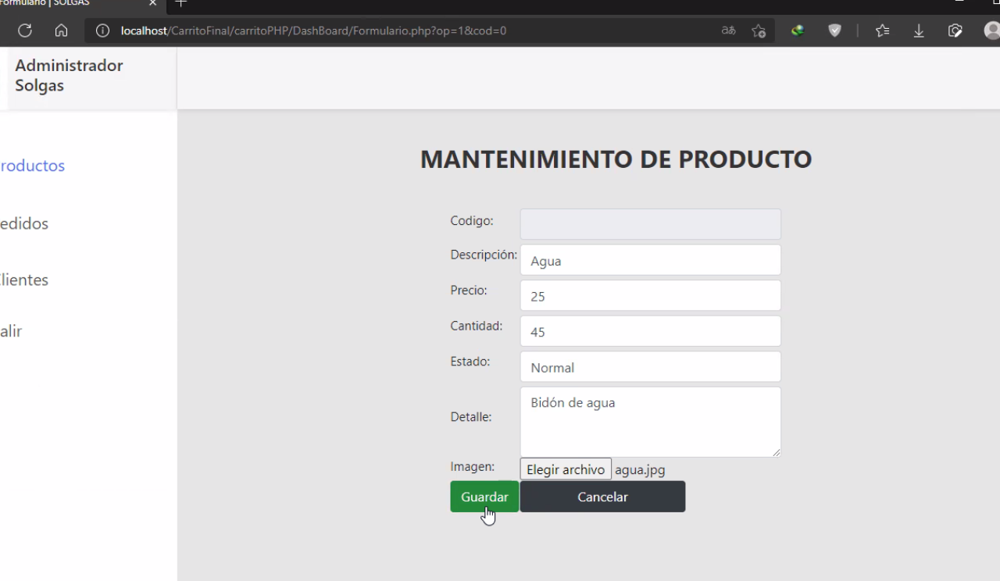 Formulario | SOLGAS
localhost/CarritoFinal/carritoPHP/DashBoard/Formulario.php?op=1&cod=0
Administrador
Solgas
roductos
edidos
lientes
alir
MANTENIMIENTO DE PRODUCTO
Codigo:
Descripción: Agua
Precio: 25
Cantidad: 45
Estado: Normal
Detalle: Bidón de agua
Imagen: Elegir archivo agua.jpg
Guardar Cancelar